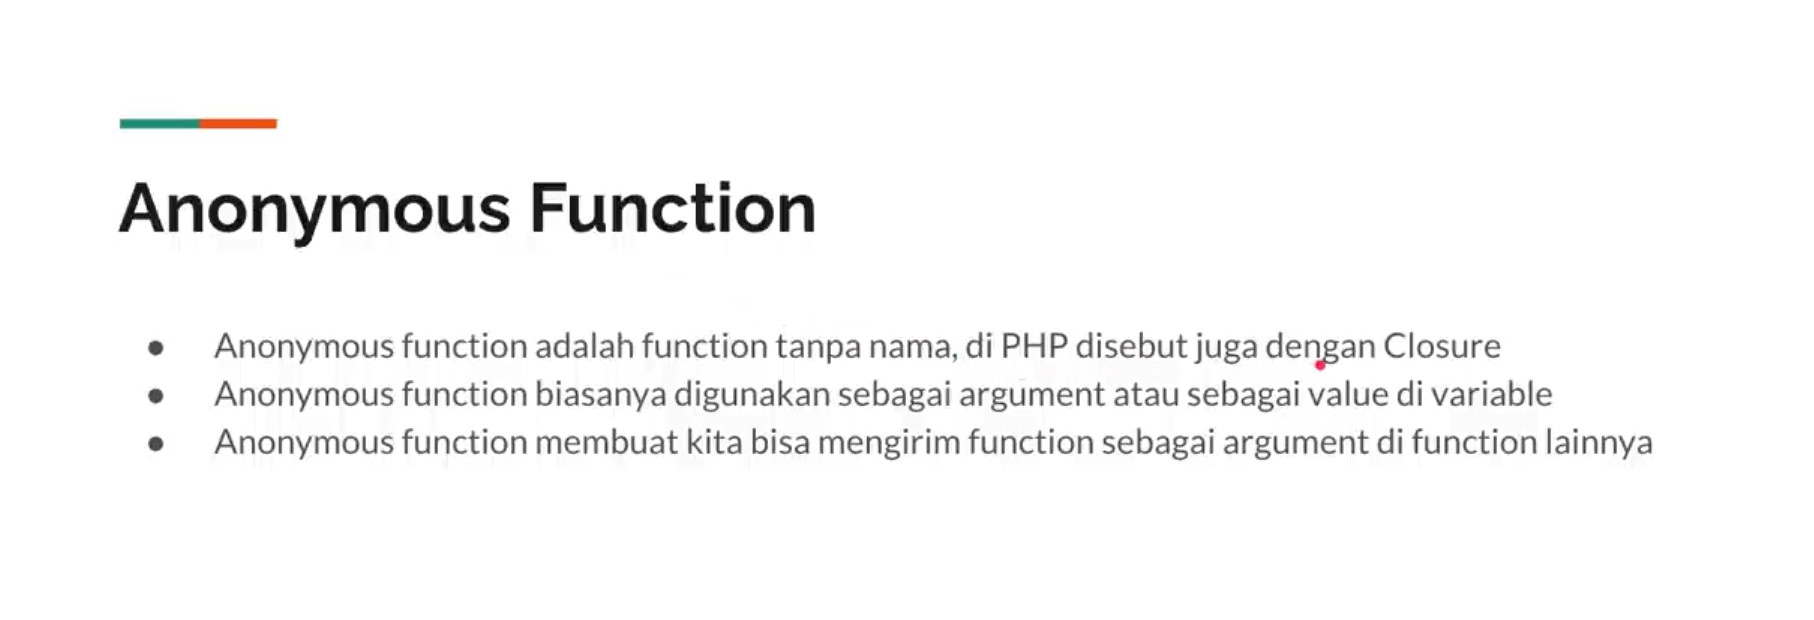 Anonymous Function
● Anonymous function adalah function tanpa nama, di PHP disebut juga dengan Closure
● Anonymous function biasanya digunakan sebagai argument atau sebagai value di variable
● Anonymous function membuat kita bisa mengirim function sebagai argument di function lainnya